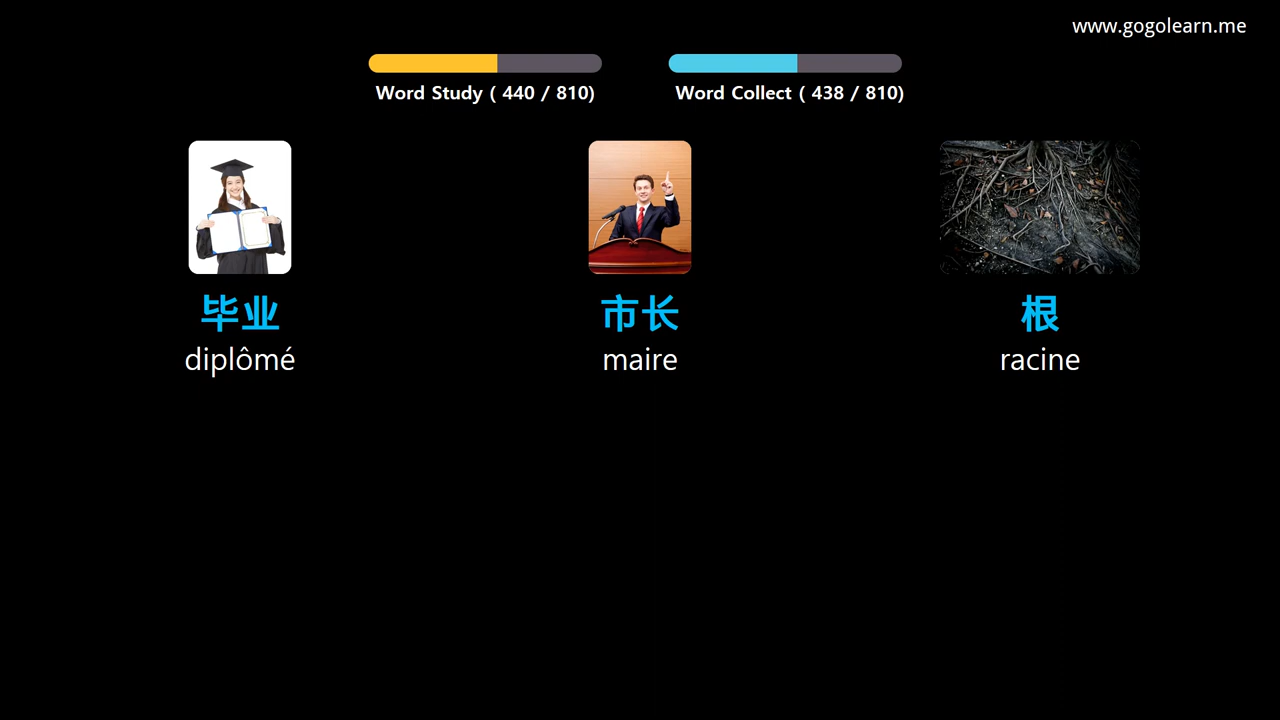 www.gogolearn.me
Word Study ( 440 / 810)
Word Collect ( 438 / 810)
毕业
市长
根
diplômé
maire
racine